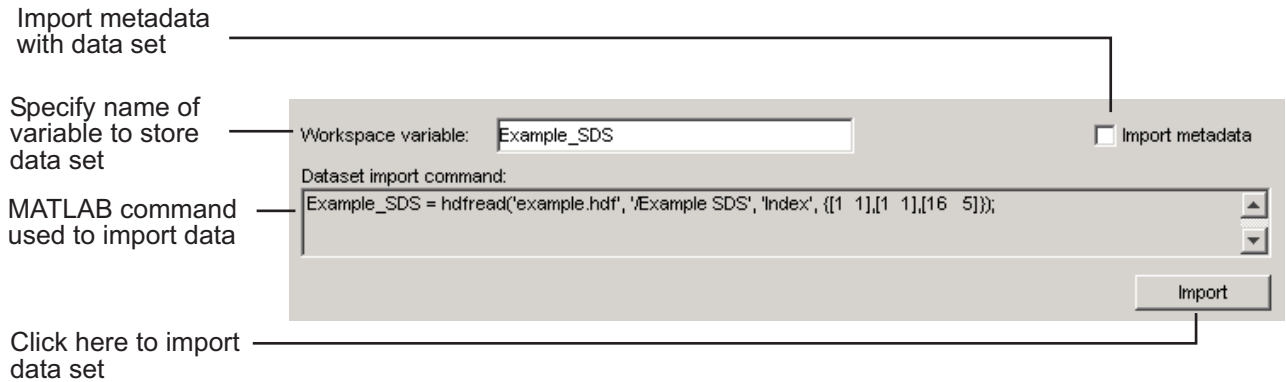 Import metadata
with data set
Specify name of
variable to store
data set
Workspace variable: Example_SDS Import metadata
Dataset import command:
MATLAB command
used to import data
Example_SDS = hdfread('example.hdf', '/Example SDS', 'Index', {[1  1],[1  1],[16  5]});
Import
Click here to import
data set